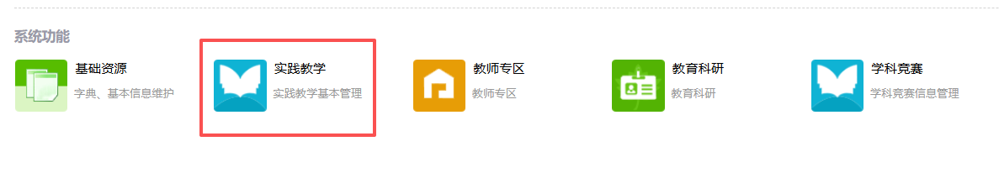 系统功能
基础资源
字典、基本信息维护
实践教学
实践教学基本管理
教师专区
教师专区
教育科研
教育科研
学科竞赛
学科竞赛信息管理